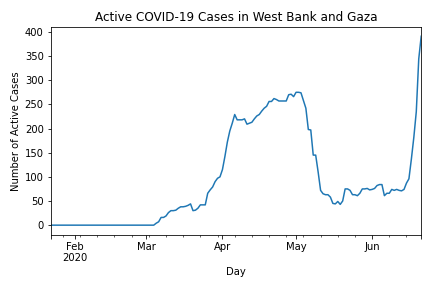 Active COVID-19 Cases in West Bank and Gaza
400
350
300
250
200
150
100
50
0
Number of Active Cases
Feb Mar Apr May Jun
2020
Day